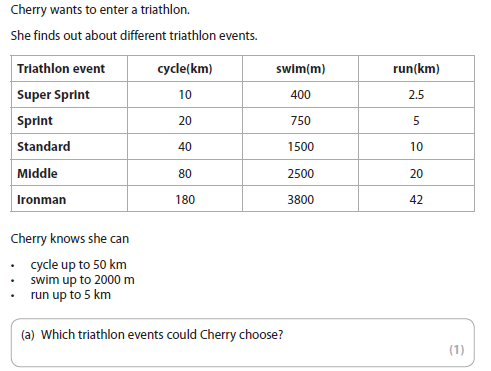 Cherry wants to enter a triathlon.
She finds out about different triathlon events.
Triathlon event cycle(km) swim(m) run(km)
Super Sprint 10 400 2.5
Sprint 20 750 5
Standard 40 1500 10
Middle 80 2500 20
Ironman 180 3800 42
Cherry knows she can
• cycle up to 50 km
• swim up to 2000 m
• run up to 5 km
(a) Which triathlon events could Cherry choose?
(1)